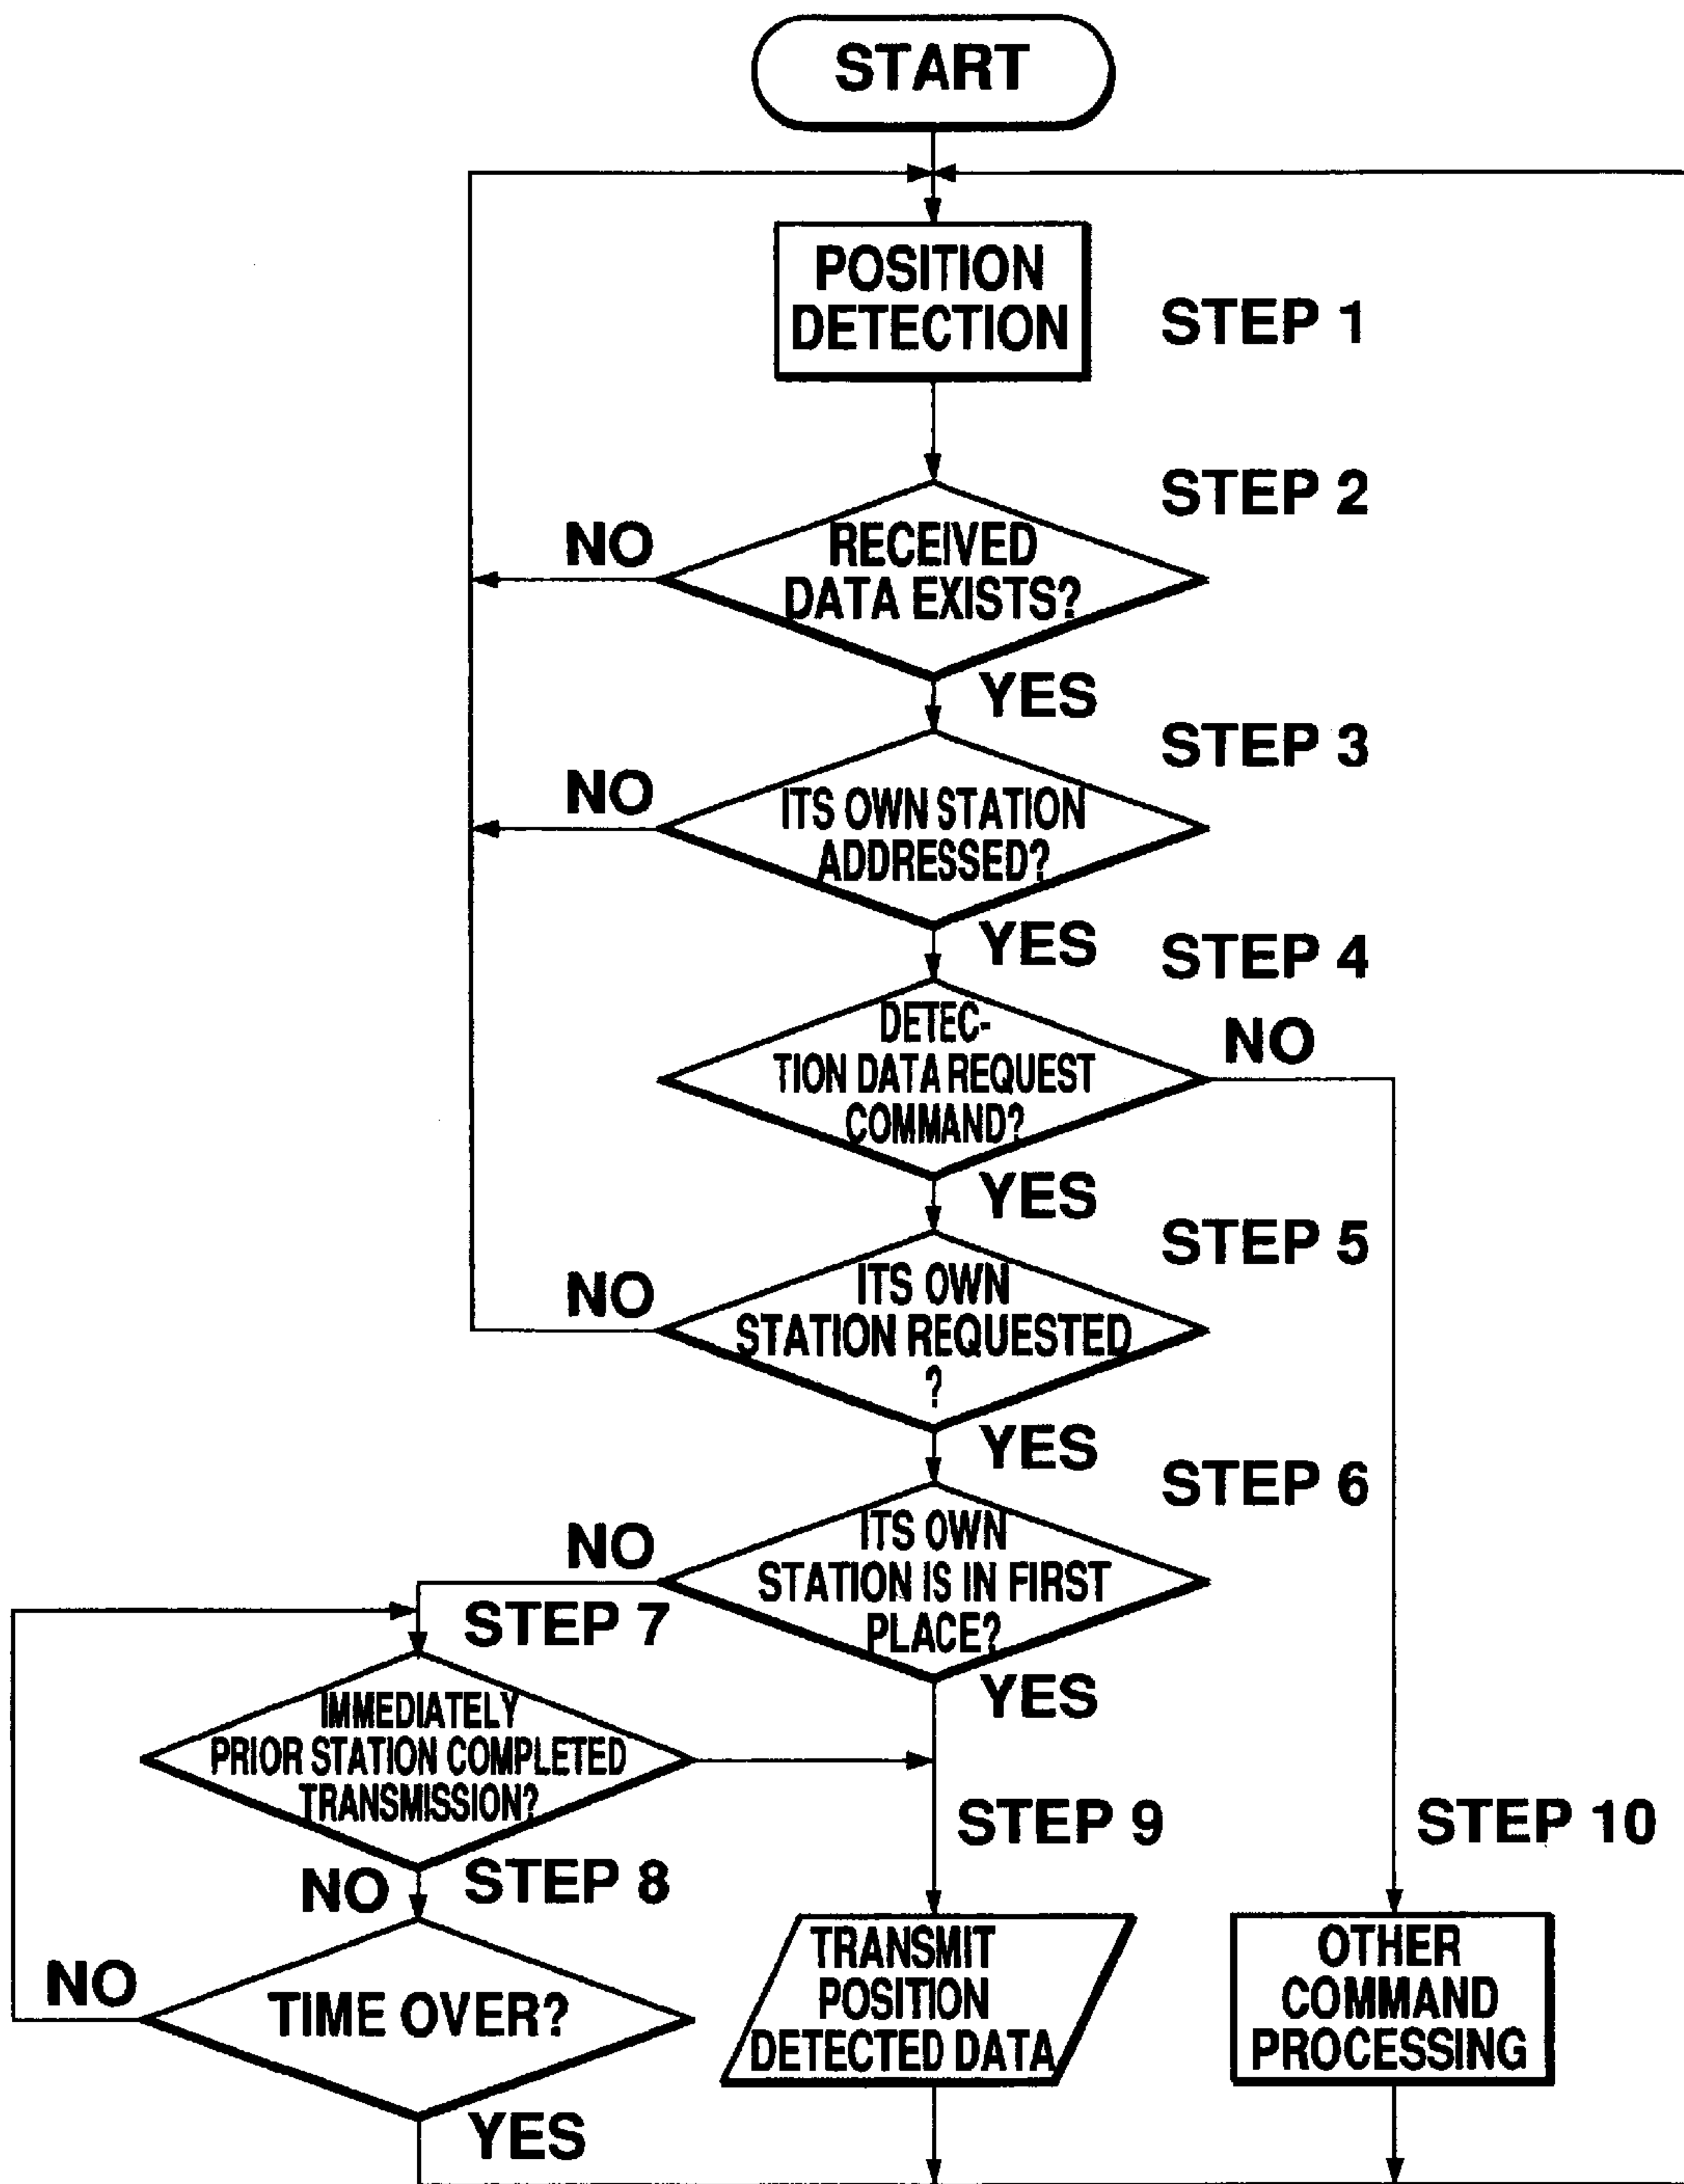 START
POSITION
DETECTION
STEP 1
STEP 2
NO
RECEIVED
DATA EXISTS?
YES
STEP 3
NO
ITS OWN STATION
ADDRESSED?
YES
STEP 4
DETEC-
TION DATA REQUEST
COMMAND?
NO
YES
STEP 5
NO
ITS OWN
STATION REQUESTED
?
YES
STEP 6
NO
ITS OWN
STATION IS IN FIRST
PLACE?
YES
STEP 7
IMMEDIATELY
PRIOR STATION COMPLETED
TRANSMISSION?
STEP 9
STEP 10
NO
STEP 8
NO
TIME OVER?
YES
TRANSMIT
POSITION
DETECTED DATA
OTHER
COMMAND
PROCESSING